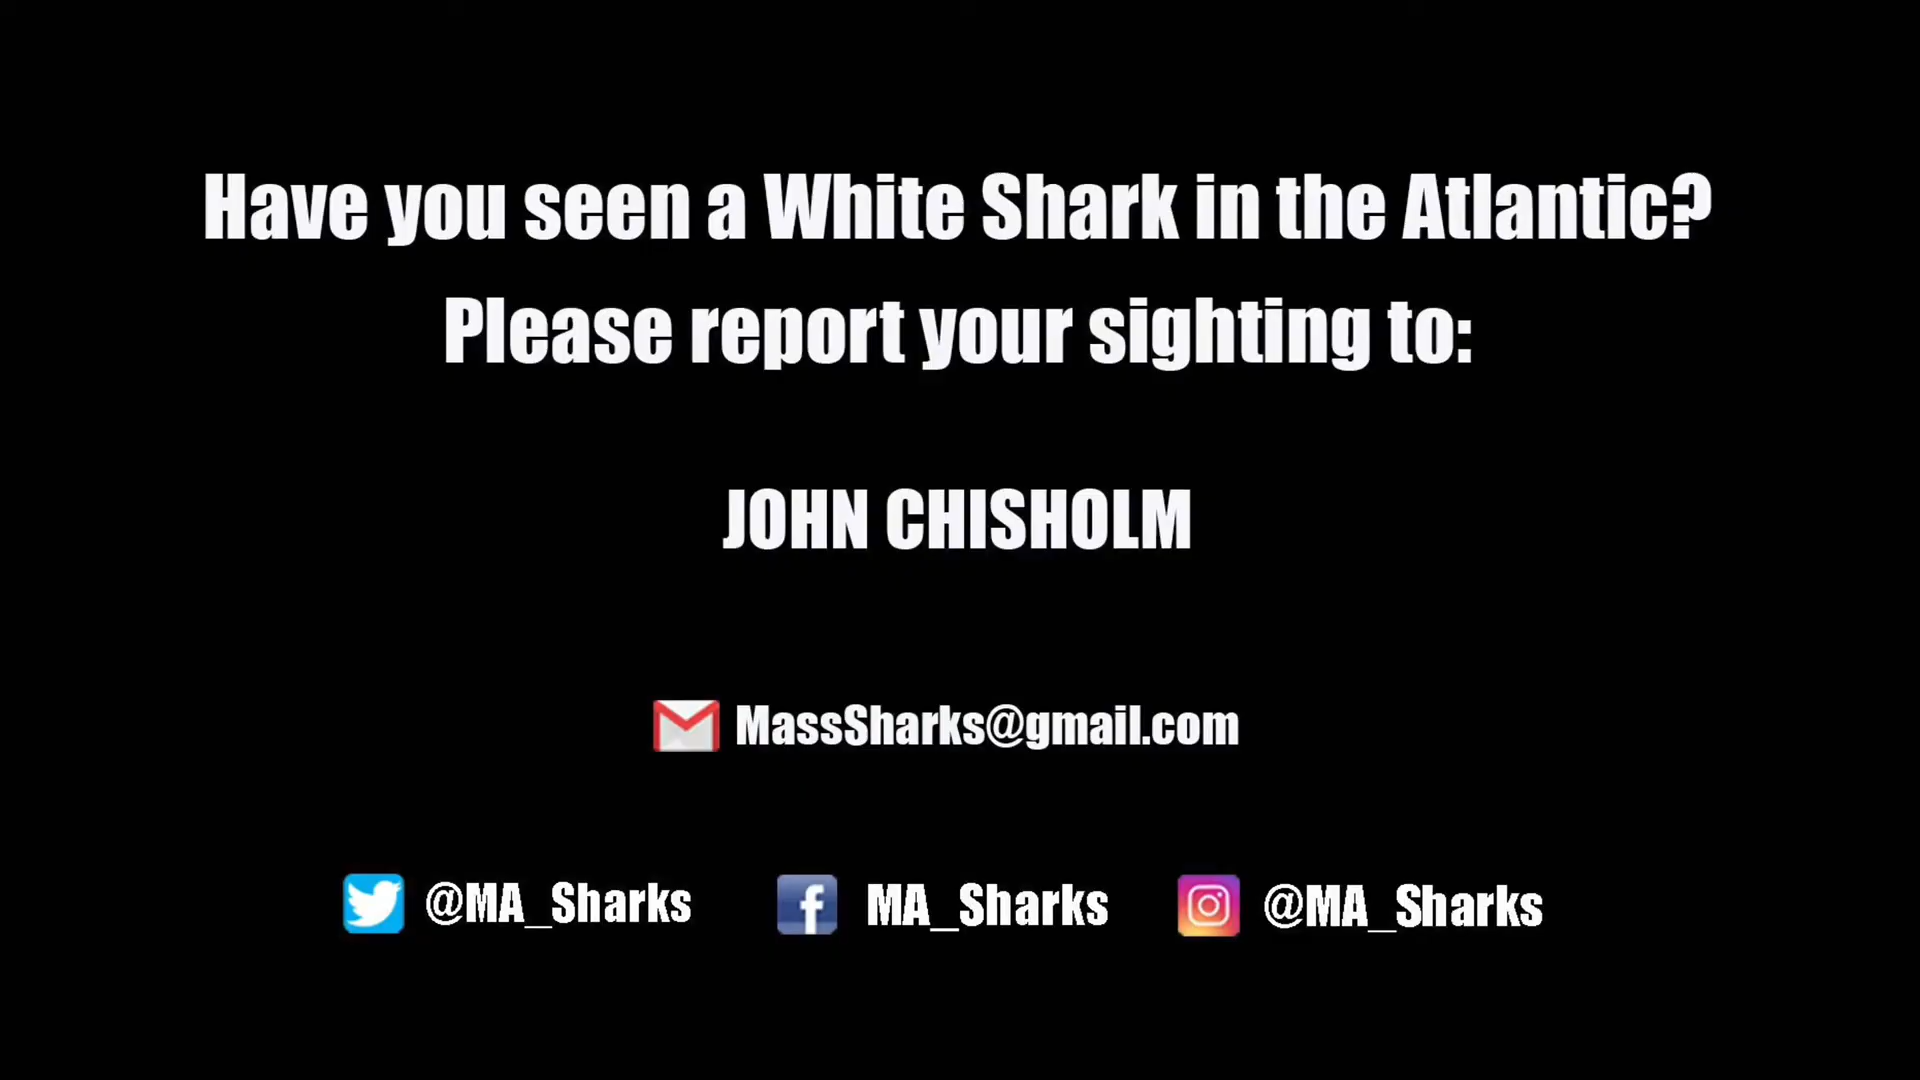 Have you seen a White Shark in the Atlantic?
Please report your sighting to:
JOHN CHISHOLM
MassSharks@gmail.com
@MA_Sharks MA_Sharks @MA_Sharks